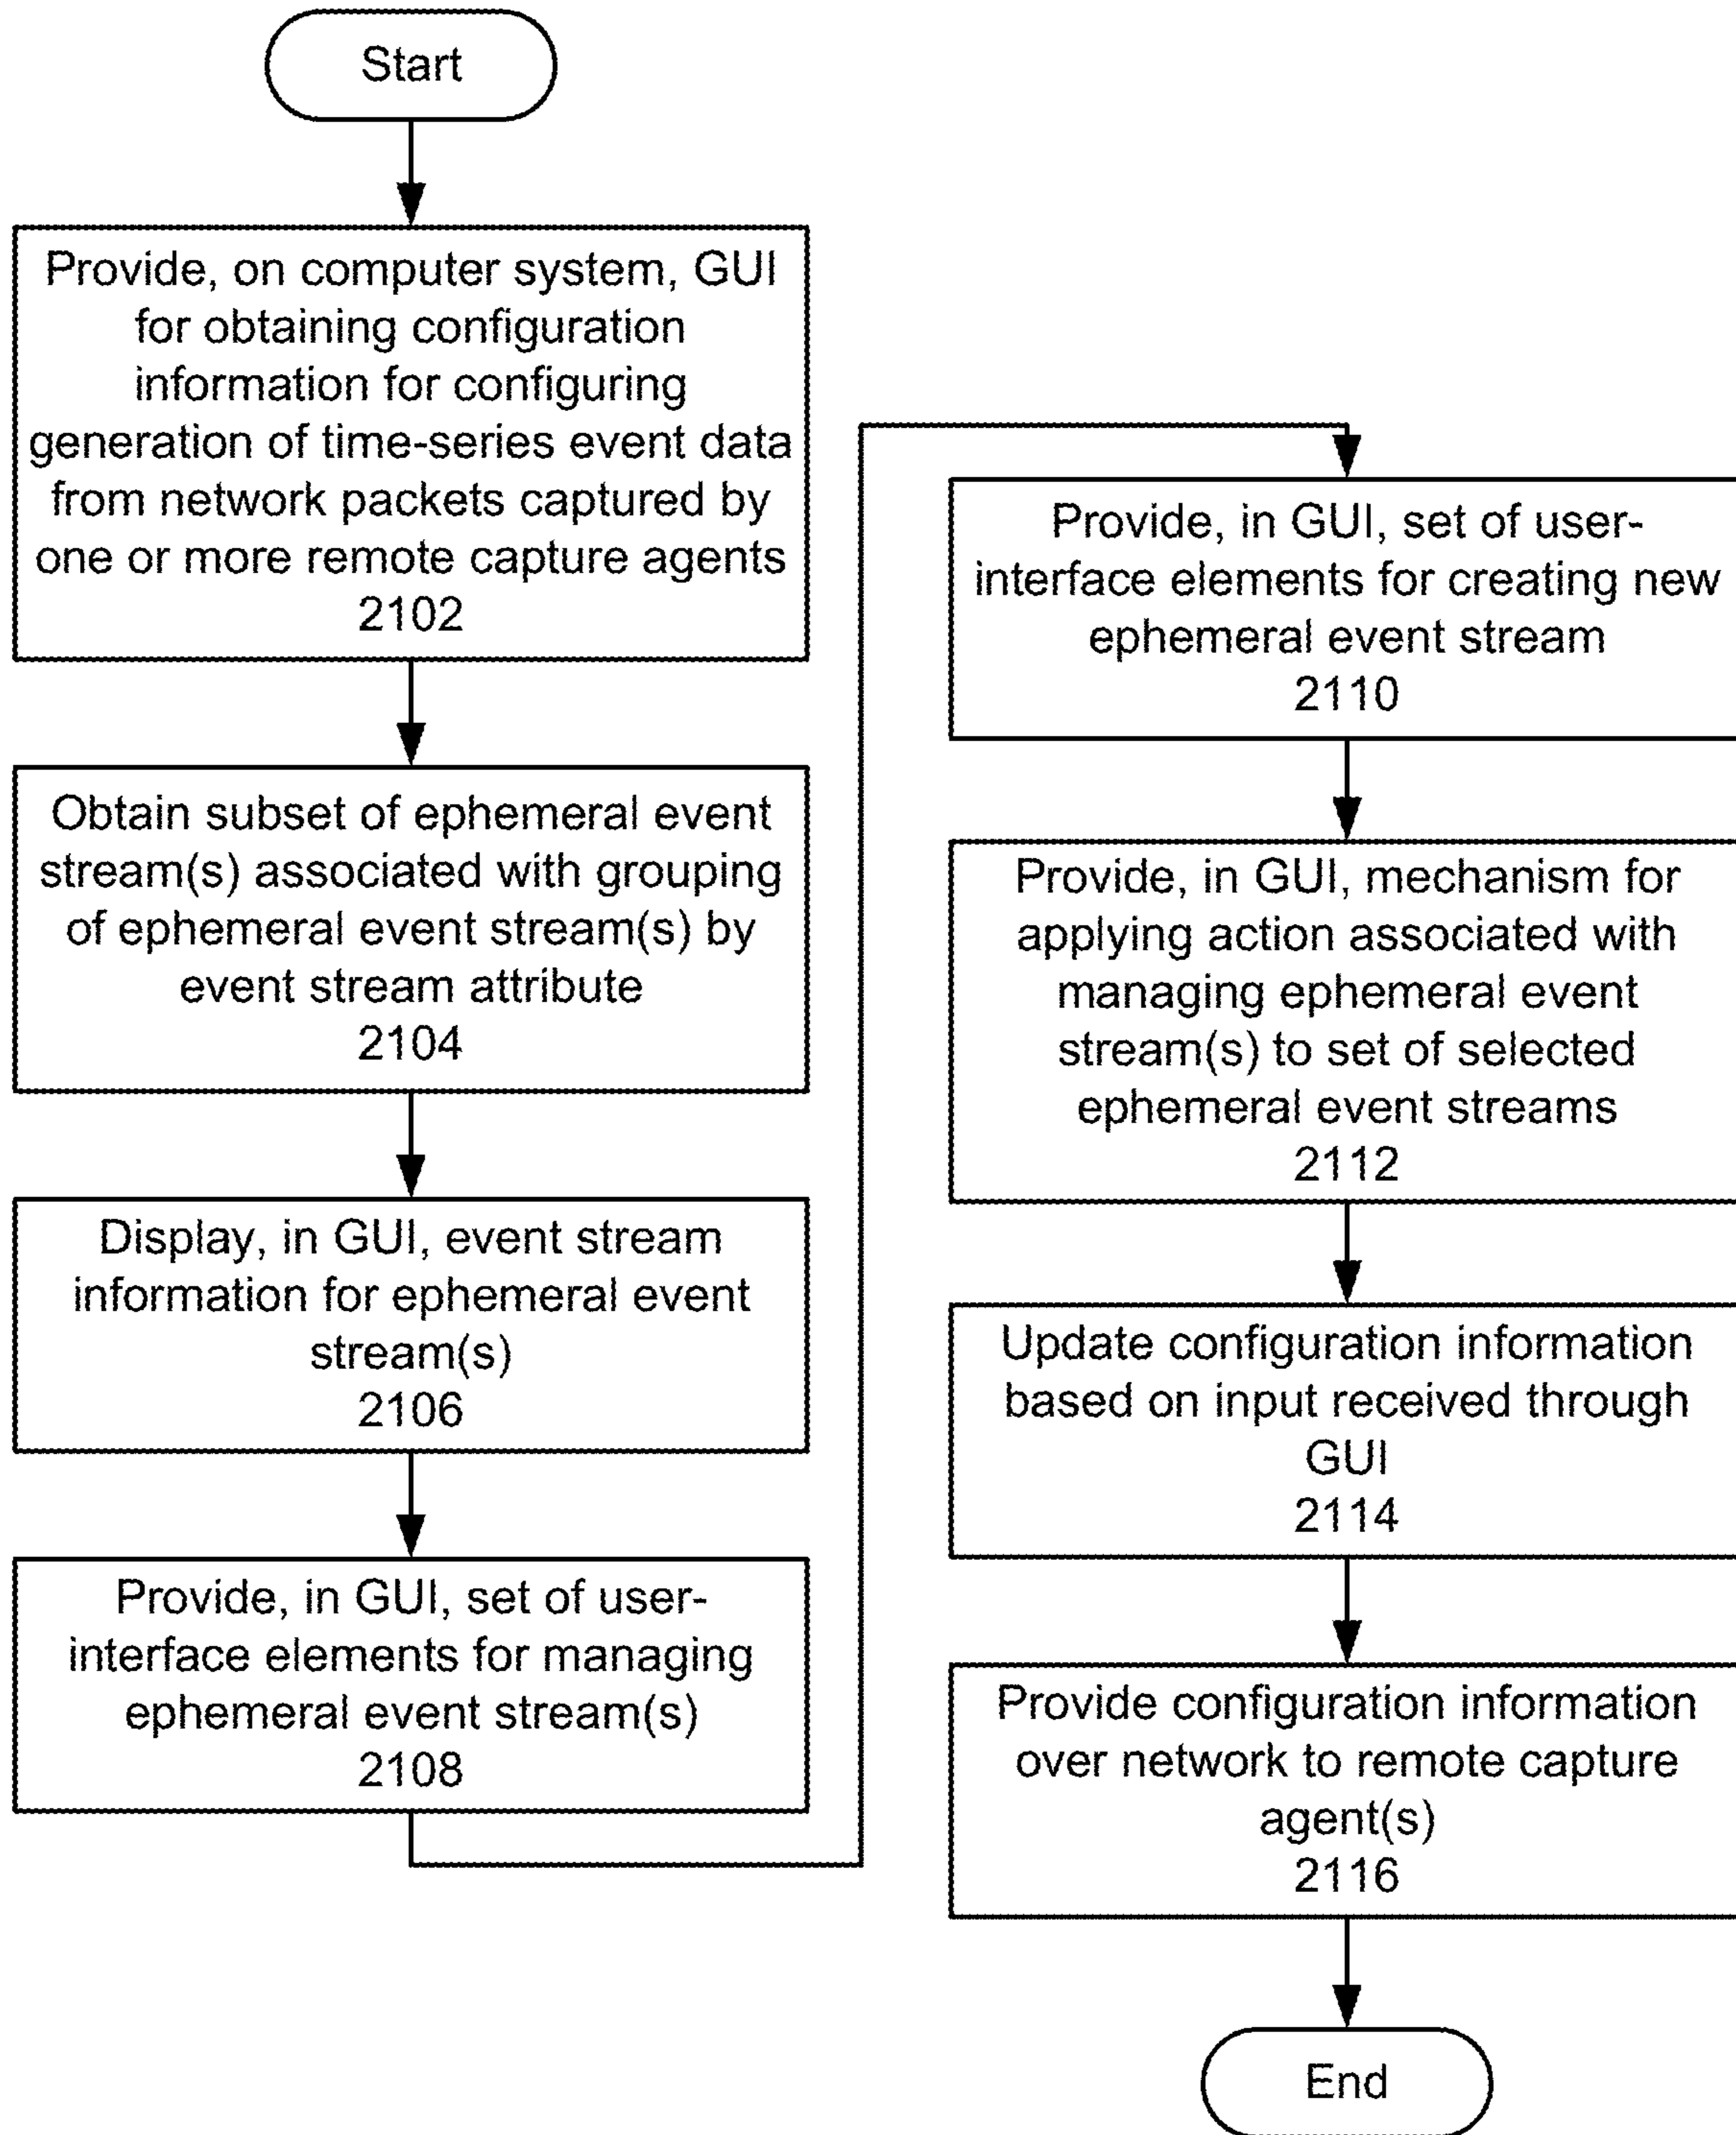 Start
Provide, on computer system, GUI
for obtaining configuration
information for configuring
generation of time-series event data
from network packets captured by
one or more remote capture agents
2102
Obtain subset of ephemeral event
stream(s) associated with grouping
of ephemeral event stream(s) by
event stream attribute
2104
Display, in GUI, event stream
information for ephemeral event
stream(s)
2106
Provide, in GUI, set of user-
interface elements for managing
ephemeral event stream(s)
2108
Provide, in GUI, set of user-
interface elements for creating new
ephemeral event stream
2110
Provide, in GUI, mechanism for
applying action associated with
managing ephemeral event
stream(s) to set of selected
ephemeral event streams
2112
Update configuration information
based on input received through
GUI
2114
Provide configuration information
over network to remote capture
agent(s)
2116
End